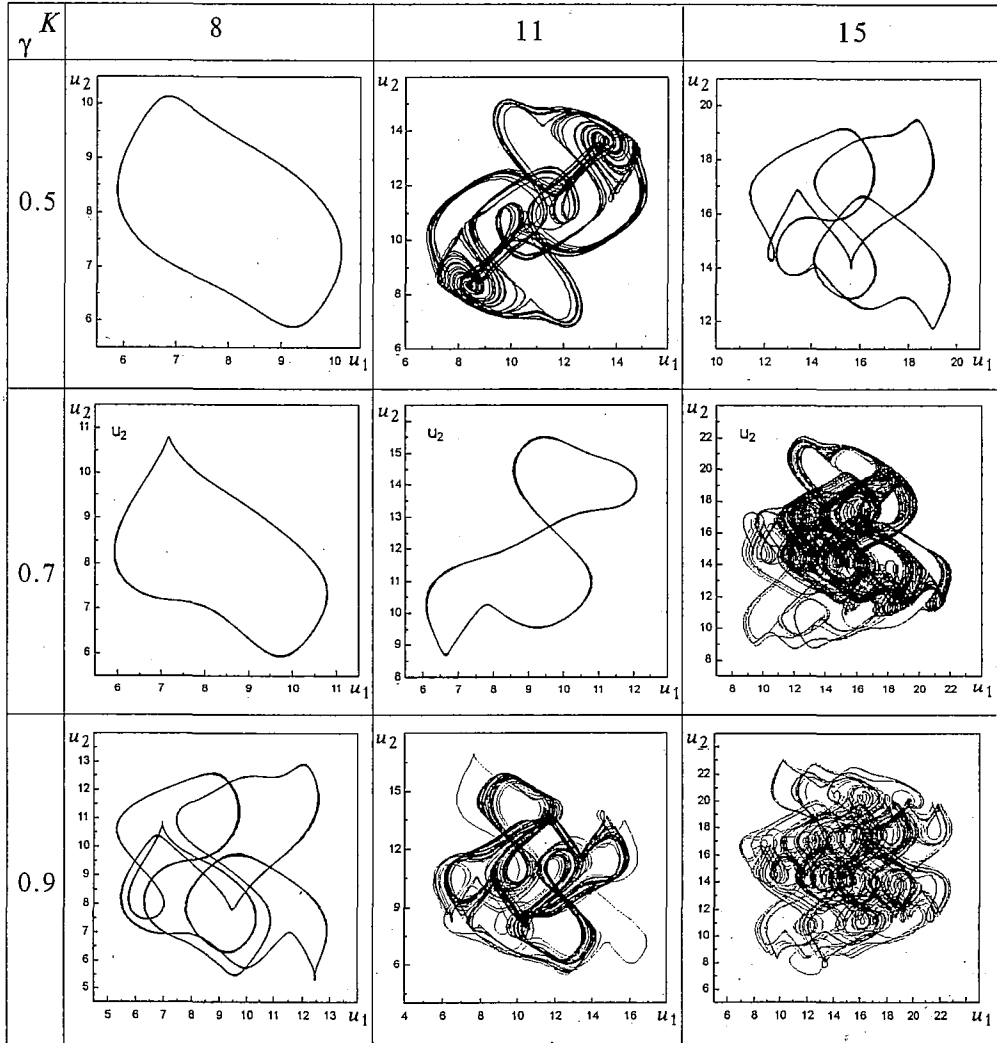 K 8 11 15
γ
0.5
u2 10 9 8 7 6 6 7 8 9 10 u1
u2 14 12 10 8 6 6 8 10 12 14 u1
u2 20 18 16 14 12 10 12 14 16 18 20 u1
0.7
u2 u2 11 10 9 8 7 6 6 7 8 9 10 11 u1
u2 16 15 14 13 12 11 10 9 8 6 7 8 9 10 11 12 u1
u2 u2 22 20 18 16 14 12 10 8 8 10 12 14 16 18 20 22 u1
0.9
u2 13 12 11 10 9 8 7 6 5 5 6 7 8 9 10 11 12 13 u1
u2 15 12 9 6 4 6 8 10 12 14 16 u1
u2 22 20 18 16 14 12 10 8 6 8 10 12 14 16 18 20 22 u1